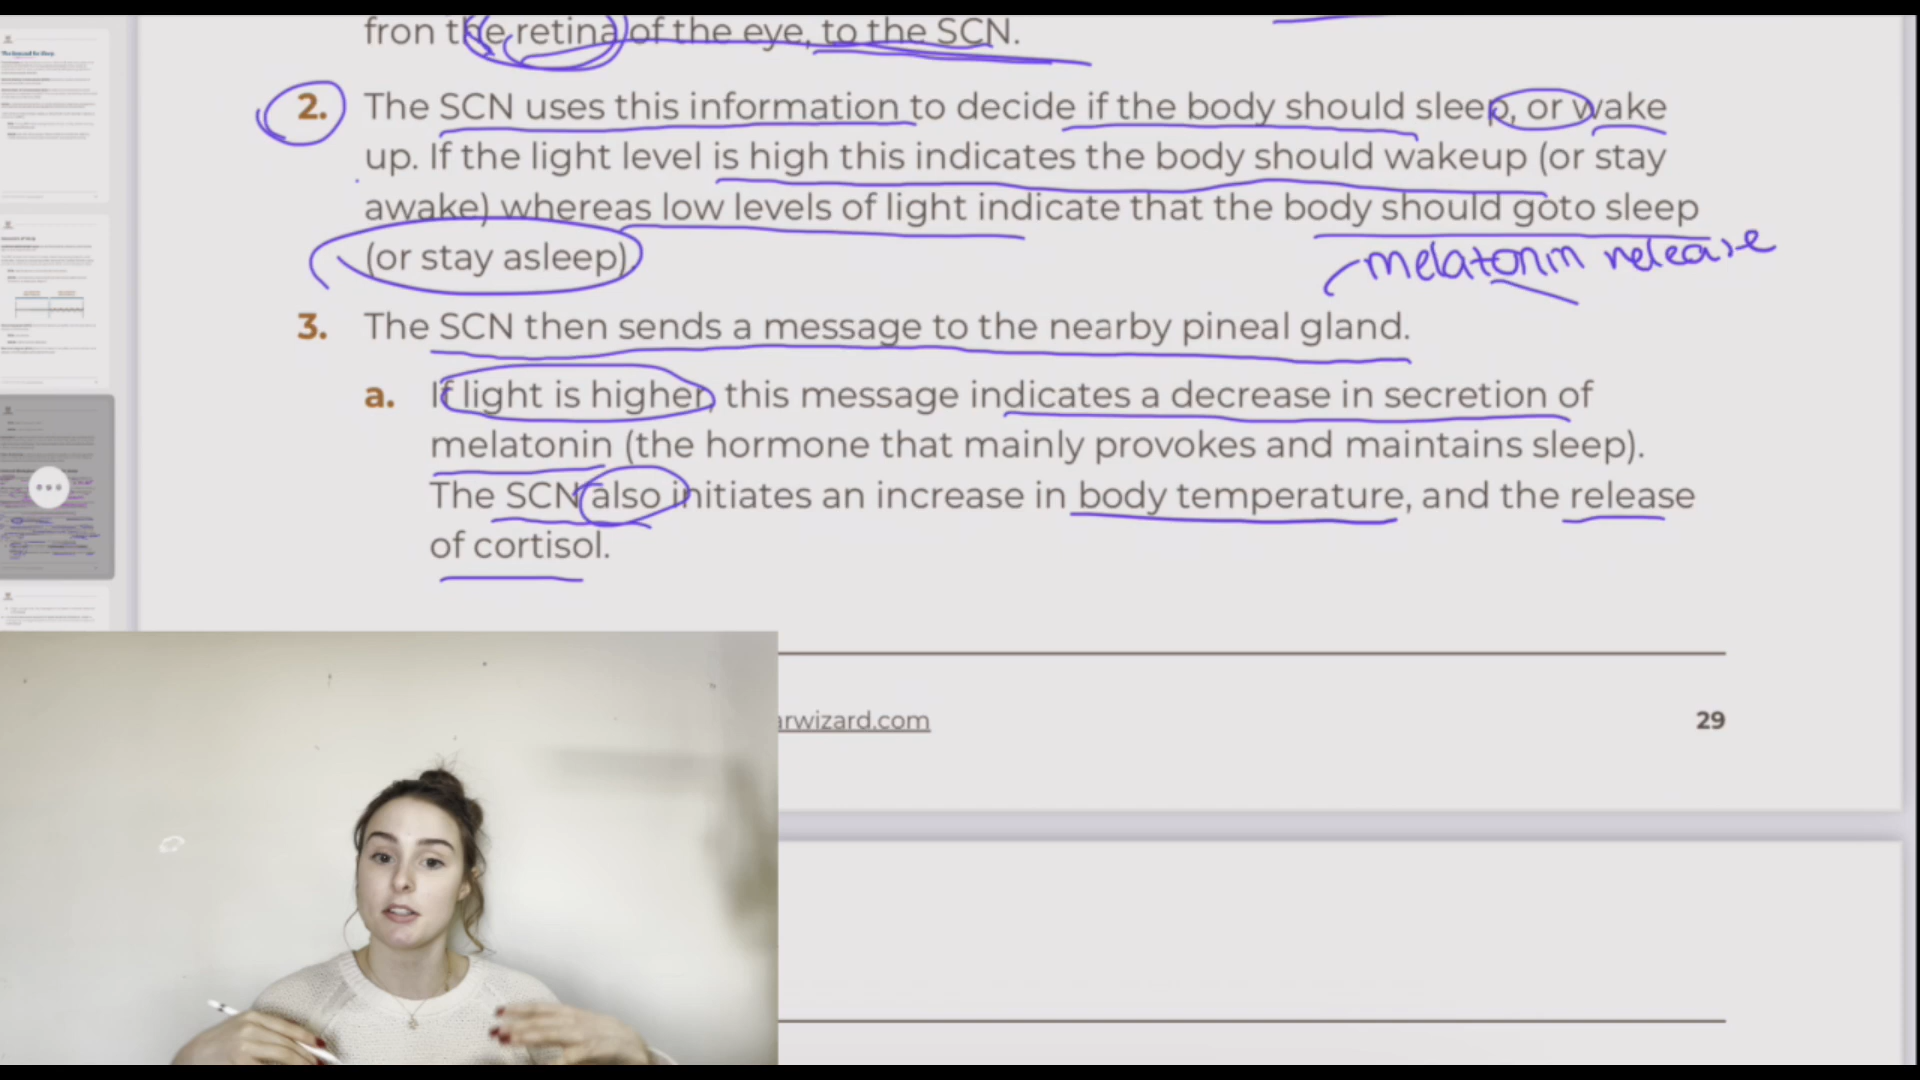 fron the retina of the eye, to the SCN.
2. The SCN uses this information to decide if the body should sleep, or wake
up. If the light level is high this indicates the body should wakeup (or stay
awake) whereas low levels of light indicate that the body should goto sleep
(or stay asleep)
melatonin release
3. The SCN then sends a message to the nearby pineal gland.
a. If light is higher, this message indicates a decrease in secretion of
melatonin (the hormone that mainly provokes and maintains sleep).
The SCN also initiates an increase in body temperature, and the release
of cortisol.
arwizard.com
29